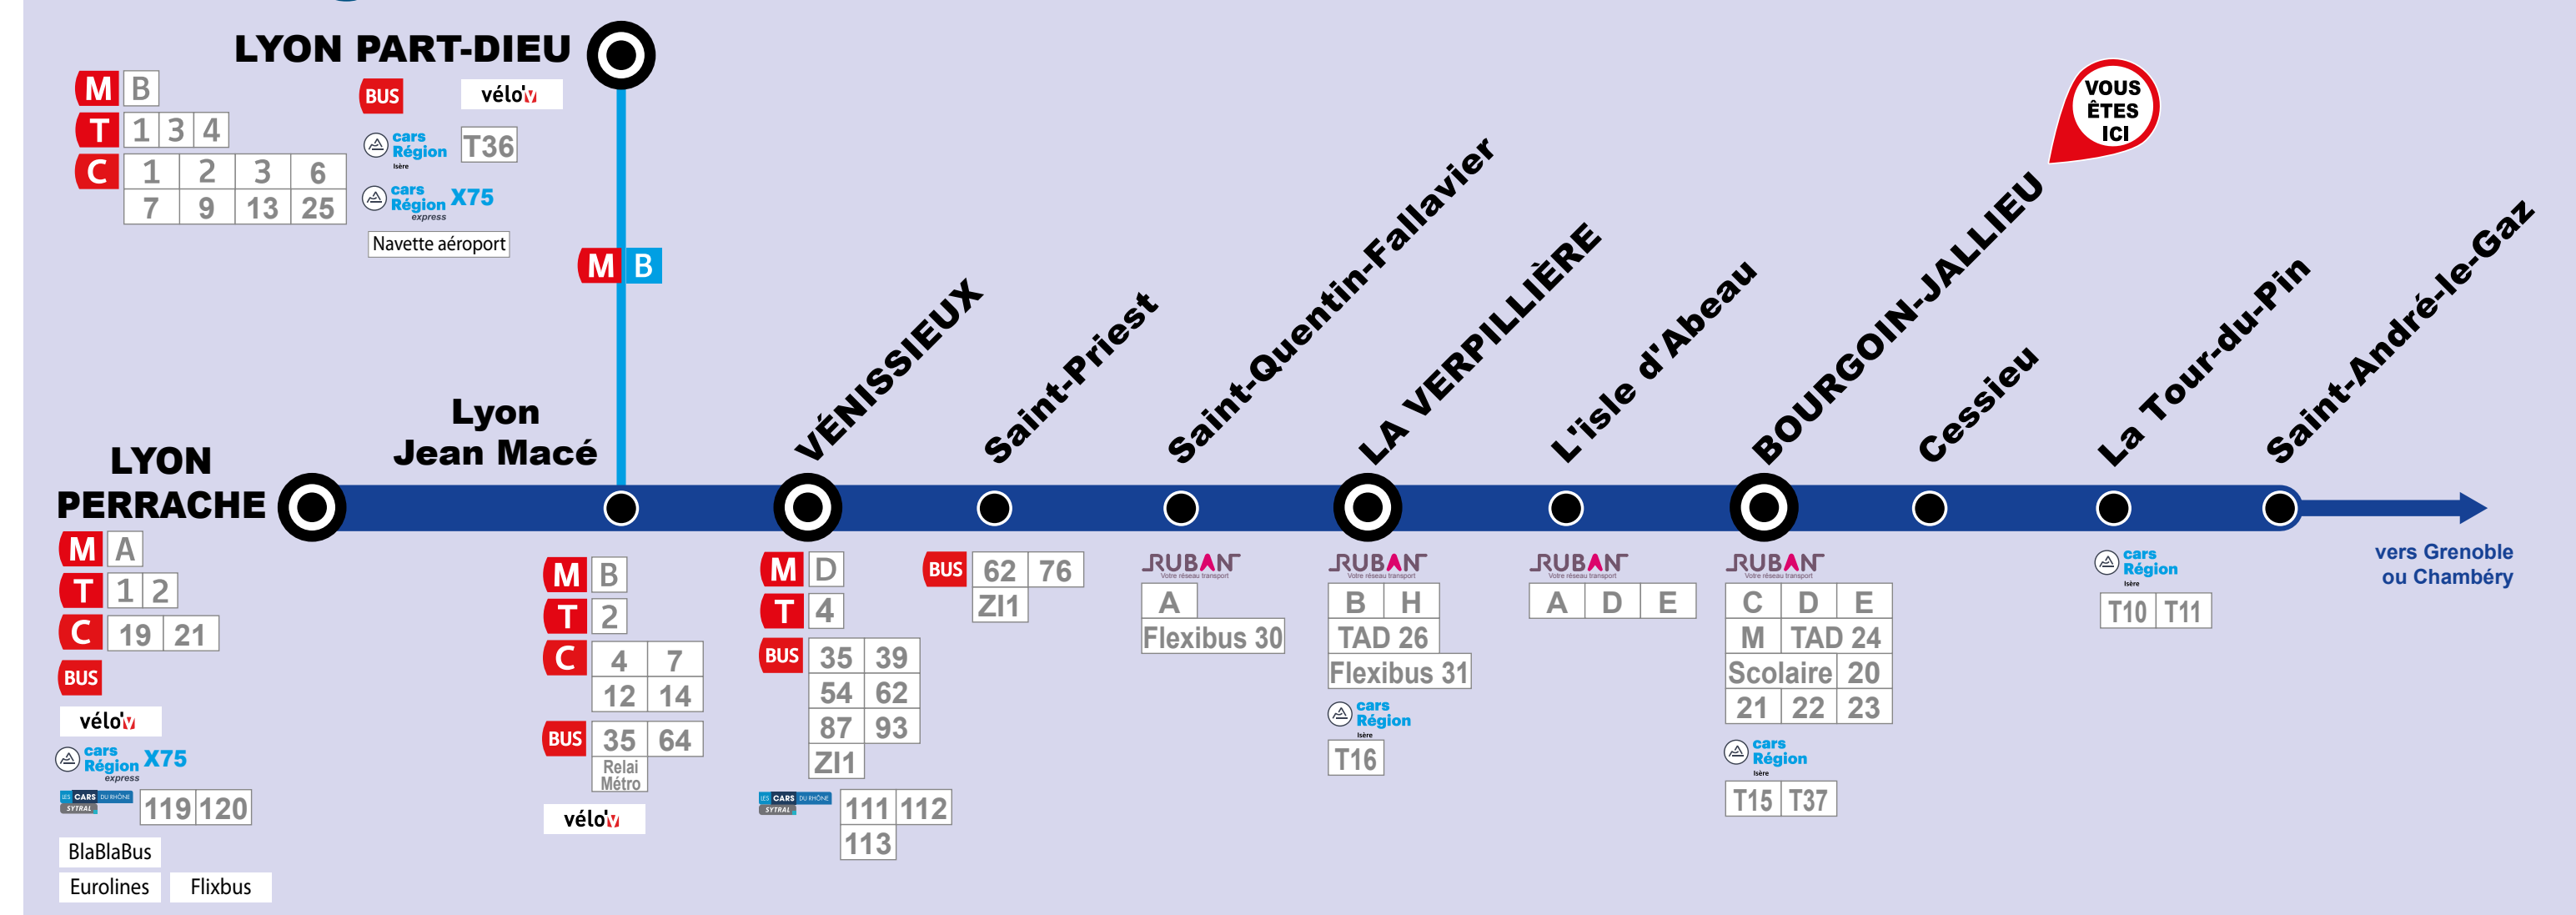 LYON PART-DIEU
M B
T 1 3 4
C 1 2 3 6
7 9 13 25
BUS vélo'v
cars Région Isère T36
cars Région express X75
Navette aéroport
M B
VOUS
ÊTES
ICI
LYON
PERRACHE
M A
T 1 2
C 19 21
BUS
vélo'v
cars Région express X75
LES CARS DU RHÔNE SYTRAL 119 120
BlaBlaBus
Eurolines Flixbus
Lyon
Jean Macé
M B
T 2
C 4 7
12 14
BUS 35 64
Relai
Métro
vélo'v
VÉNISSIEUX
M D
T 4
BUS 35 39
54 62
87 93
ZI1
LES CARS DU RHÔNE SYTRAL 111 112
113
Saint-Priest
BUS 62 76
ZI1
Saint-Quentin-Fallavier
RUBAN
Votre réseau transport
A
Flexibus 30
LA VERPILLIÈRE
RUBAN
Votre réseau transport
B H
TAD 26
Flexibus 31
cars
Région
Isère
T16
L'isle d'Abeau
RUBAN
Votre réseau transport
A D E
BOURGOIN-JALLIEU
RUBAN
Votre réseau transport
C D E
M TAD 24
Scolaire 20
21 22 23
cars
Région
Isère
T15 T37
Cessieu
La Tour-du-Pin
cars
Région
Isère
T10 T11
Saint-André-le-Gaz
vers Grenoble
ou Chambéry